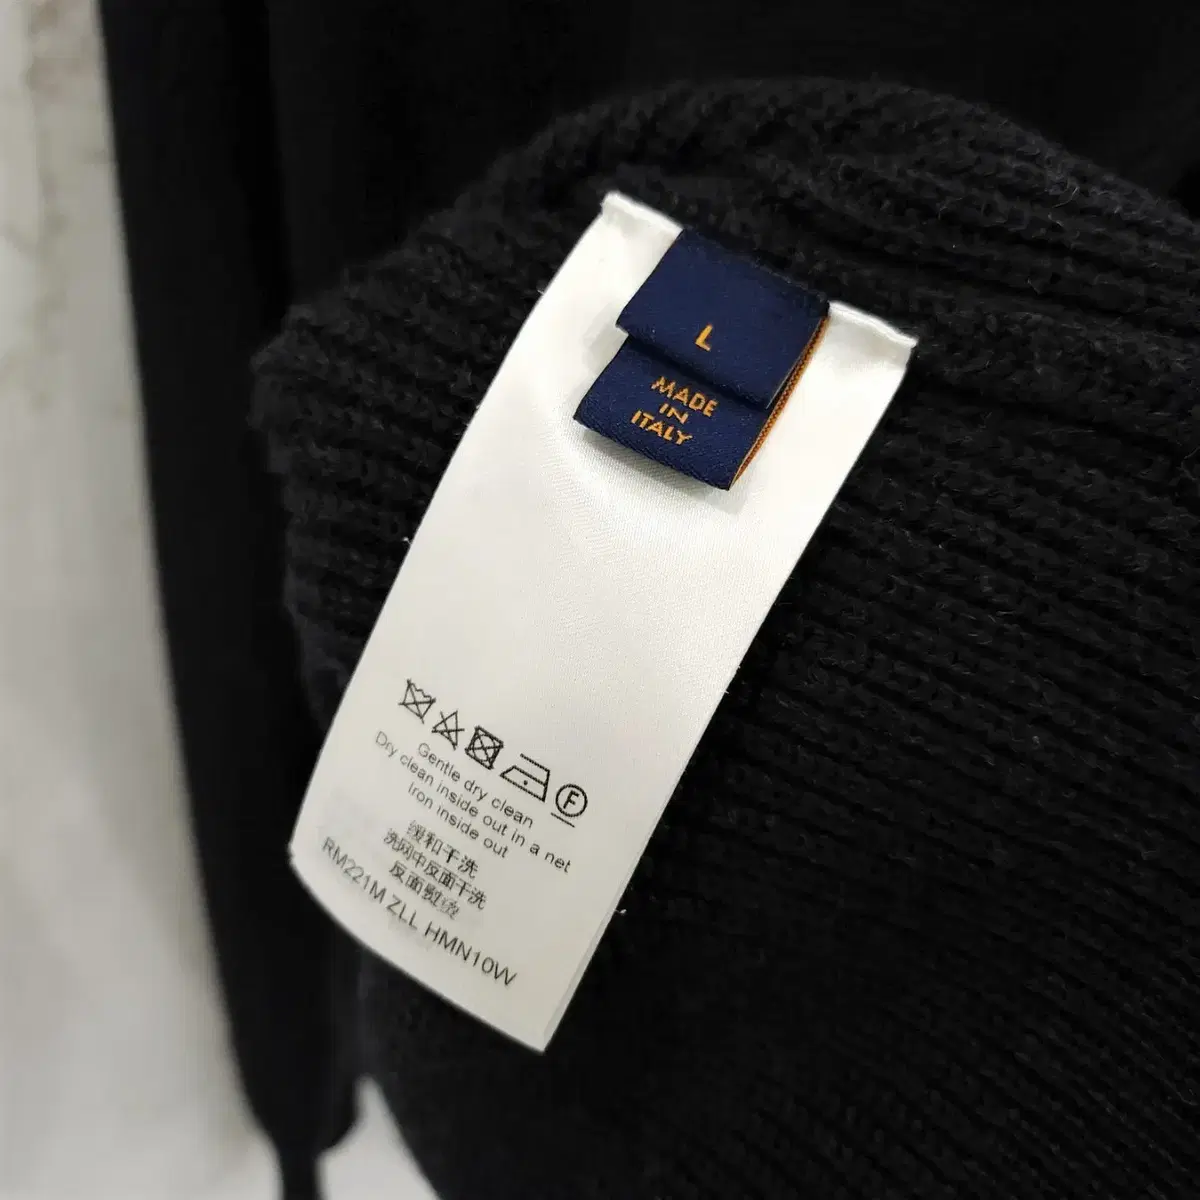 L
MADE
IN
ITALY
F
Gentle dry clean
Dry clean inside out in a net
Iron inside out
缓和干洗
洗网中反面干洗
反面熨烫
RM221M ZLL HMN10W